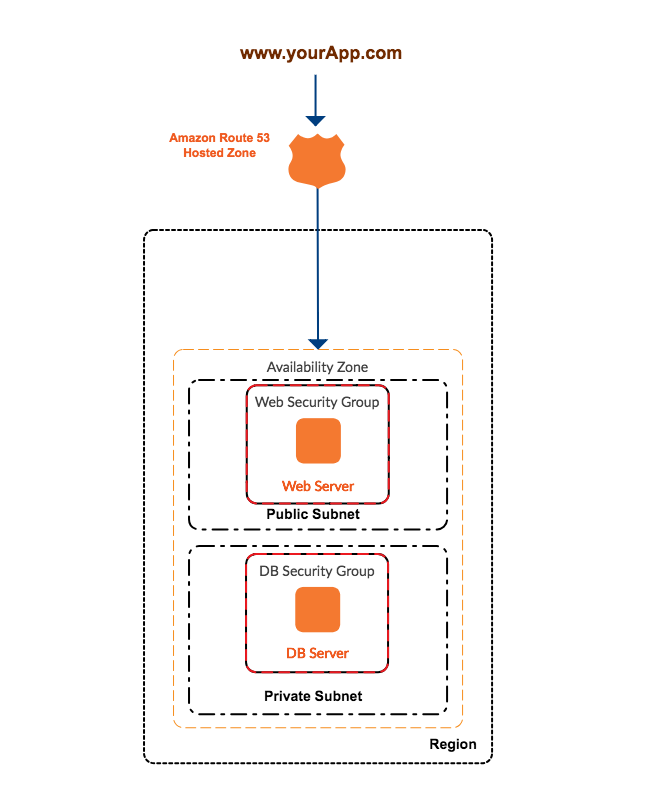 www.yourApp.com
Amazon Route 53
Hosted Zone
Availability Zone
Web Security Group
Web Server
Public Subnet
DB Security Group
DB Server
Private Subnet
Region